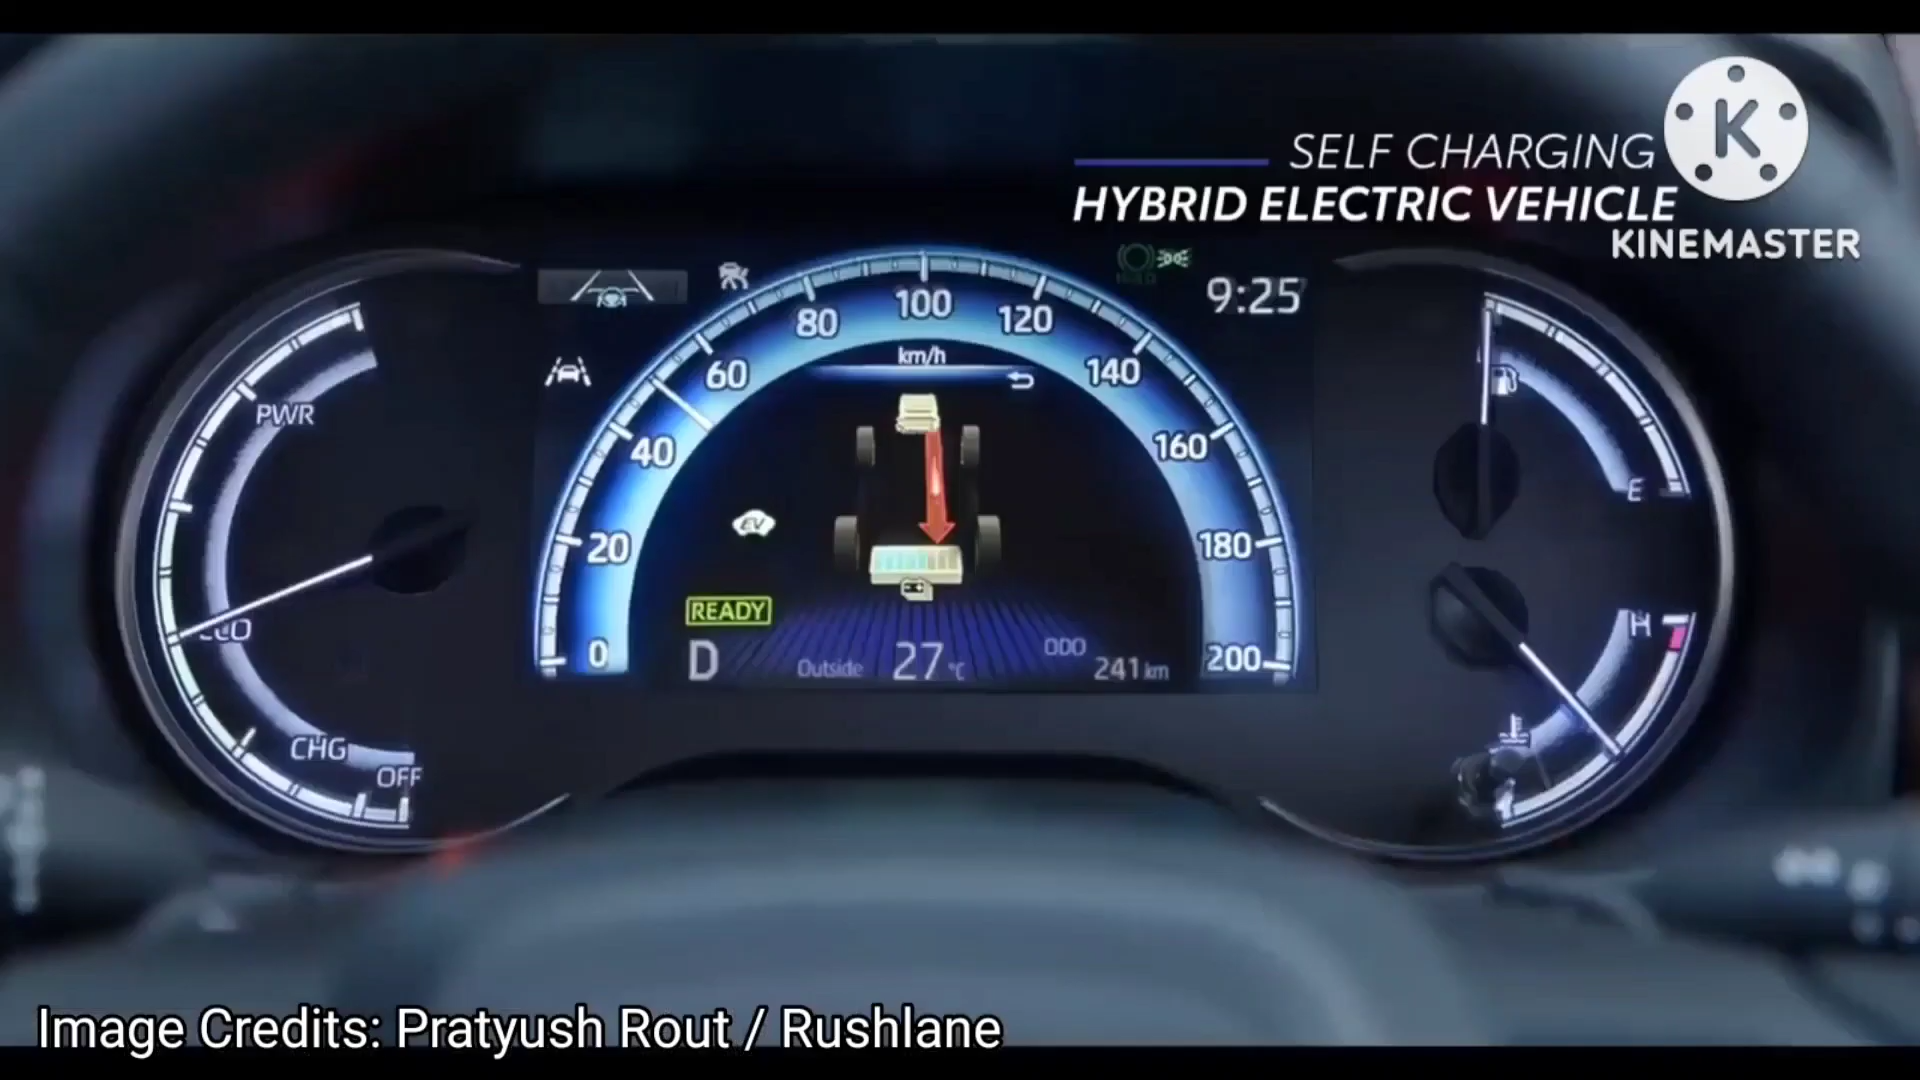 SELF CHARGING
HYBRID ELECTRIC VEHICLE
K
KINEMASTER
9:25
PWR
ECO
CHG
OFF
0
20
40
60
80
100
120
140
160
180
200
km/h
EV
READY
D
Outside 27°C
ODO 241 km
E
H
Image Credits: Pratyush Rout / Rushlane